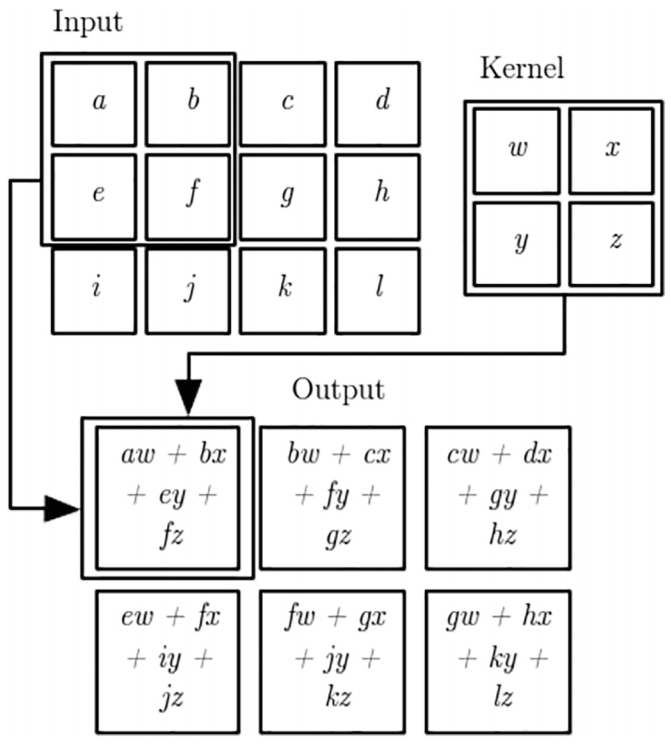 Input
Kernel
a b c d
e f g h
i j k l
w x
y z
Output
aw + bx
+ ey +
fz
bw + cx
+ fy +
gz
cw + dx
+ gy +
hz
ew + fx
+ iy +
jz
fw + gx
+ jy +
kz
gw + hx
+ ky +
lz